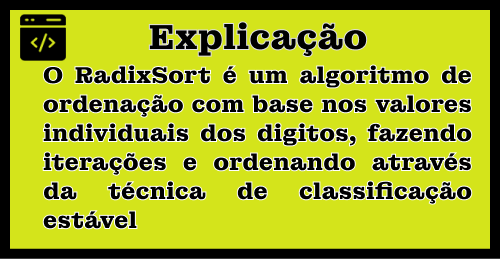 Explicação
O RadixSort é um algoritmo de
ordenação com base nos valores
individuais dos digitos, fazendo
iterações e ordenando através
da técnica de classificação
estável